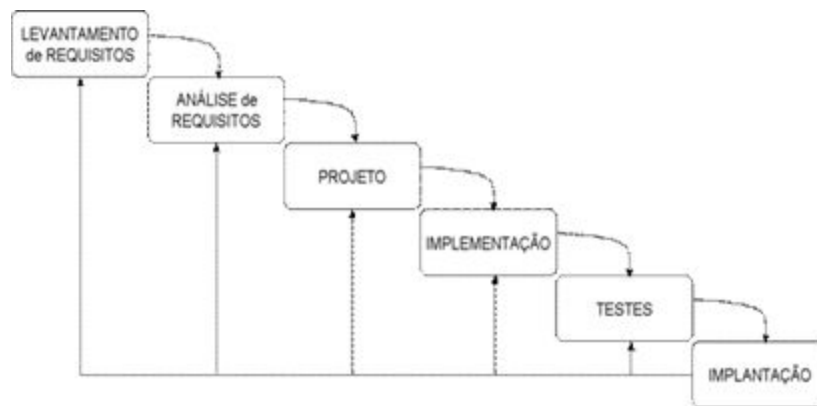 LEVANTAMENTO
de REQUISITOS
ANÁLISE de
REQUISITOS
PROJETO
IMPLEMENTAÇÃO
TESTES
IMPLANTAÇÃO